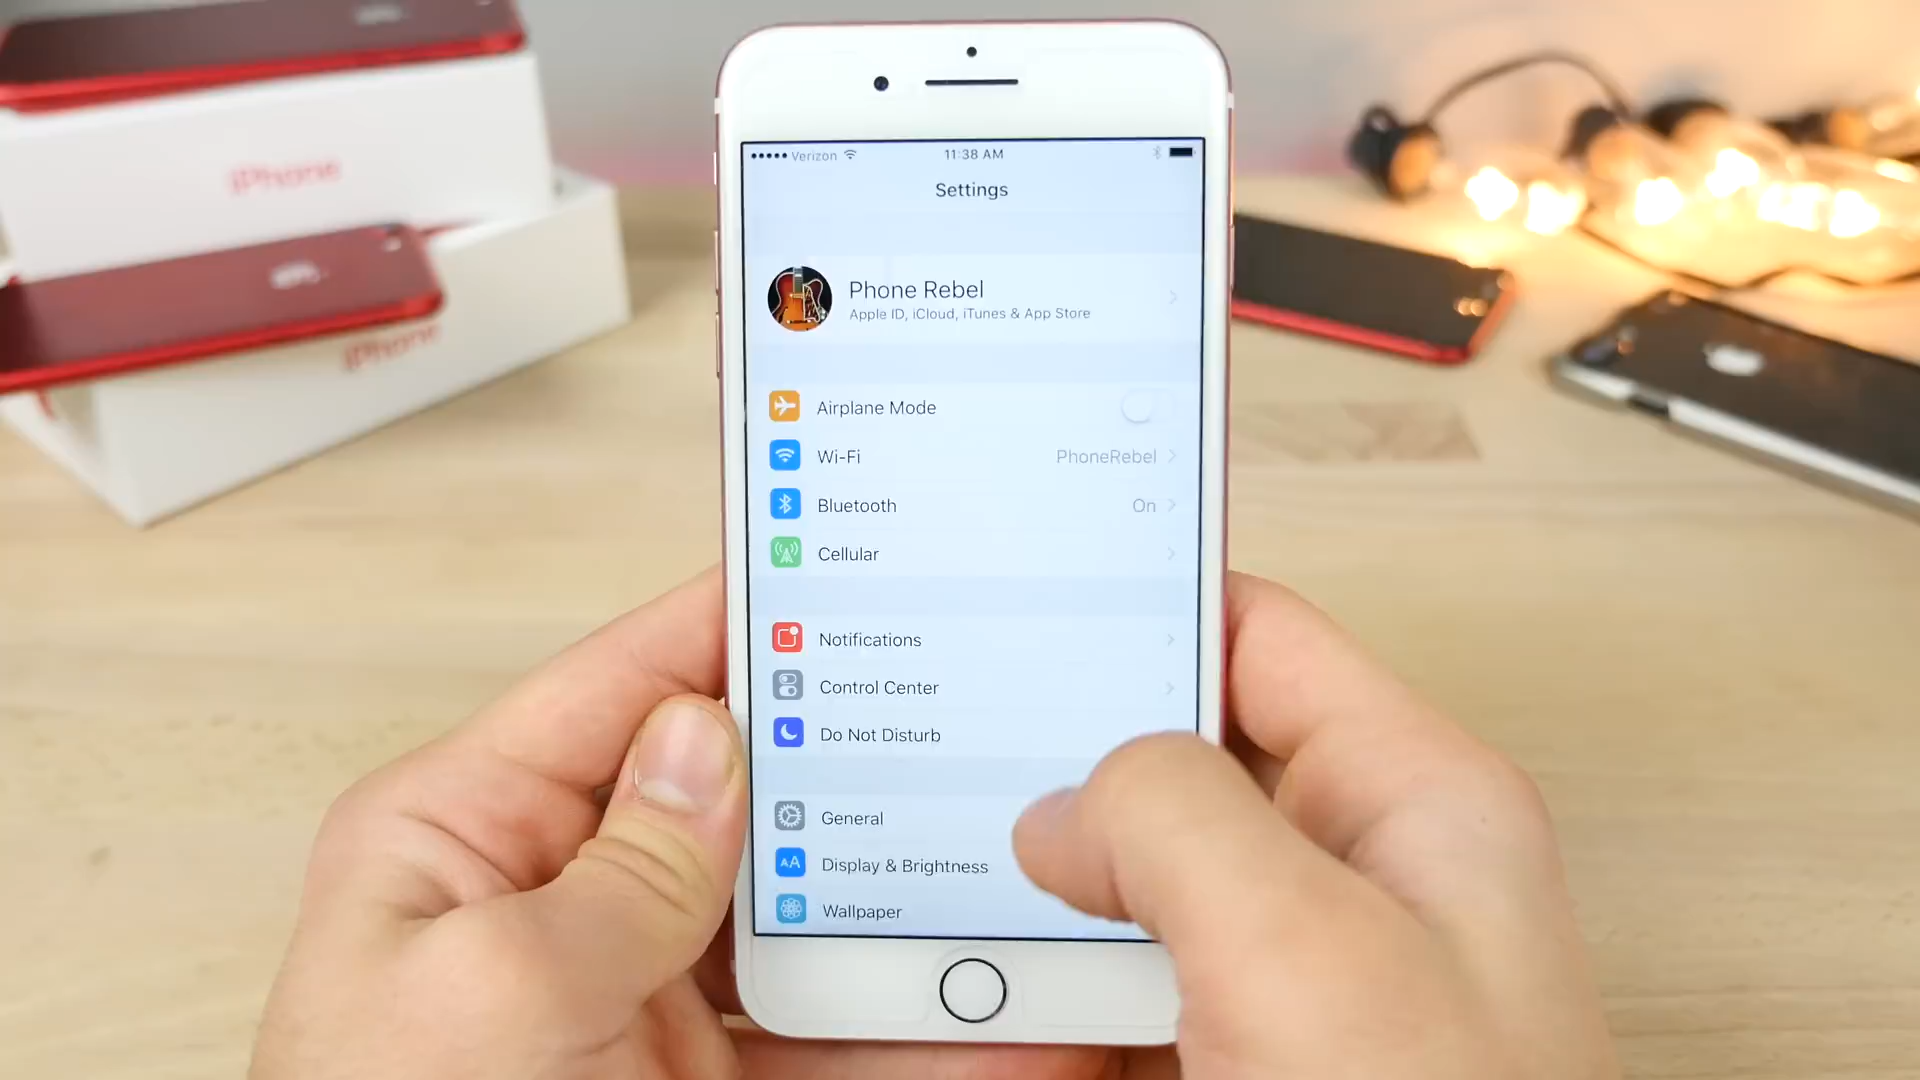 iPhone
iPhone
Verizon
11:38 AM
Settings
Phone Rebel
Apple ID, iCloud, iTunes & App Store
Airplane Mode
Wi-Fi PhoneRebel
Bluetooth On
Cellular
Notifications
Control Center
Do Not Disturb
General
AA Display & Brightness
Wallpaper